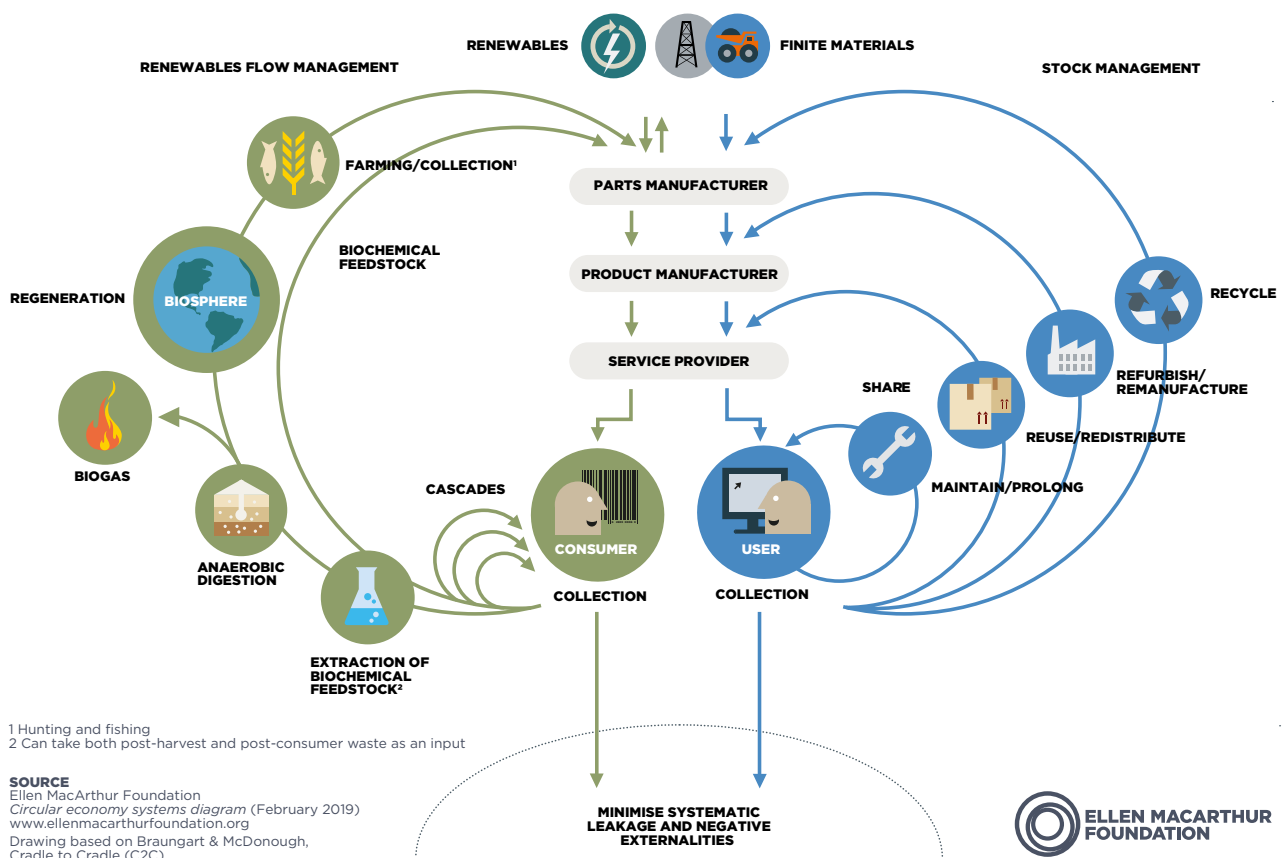 RENEWABLES
FINITE MATERIALS
RENEWABLES FLOW MANAGEMENT
STOCK MANAGEMENT
FARMING/COLLECTION¹
PARTS MANUFACTURER
BIOCHEMICAL
FEEDSTOCK
PRODUCT MANUFACTURER
REGENERATION
BIOSPHERE
RECYCLE
SERVICE PROVIDER
SHARE
REFURBISH/
REMANUFACTURE
REUSE/REDISTRIBUTE
BIOGAS
CASCADES
MAINTAIN/PROLONG
CONSUMER
USER
ANAEROBIC
DIGESTION
COLLECTION
COLLECTION
EXTRACTION OF
BIOCHEMICAL
FEEDSTOCK²
1 Hunting and fishing
2 Can take both post-harvest and post-consumer waste as an input
SOURCE
Ellen MacArthur Foundation
Circular economy systems diagram (February 2019)
www.ellenmacarthurfoundation.org
Drawing based on Braungart & McDonough,
Cradle to Cradle (C2C)
MINIMISE SYSTEMATIC
LEAKAGE AND NEGATIVE
EXTERNALITIES
ELLEN MACARTHUR
FOUNDATION